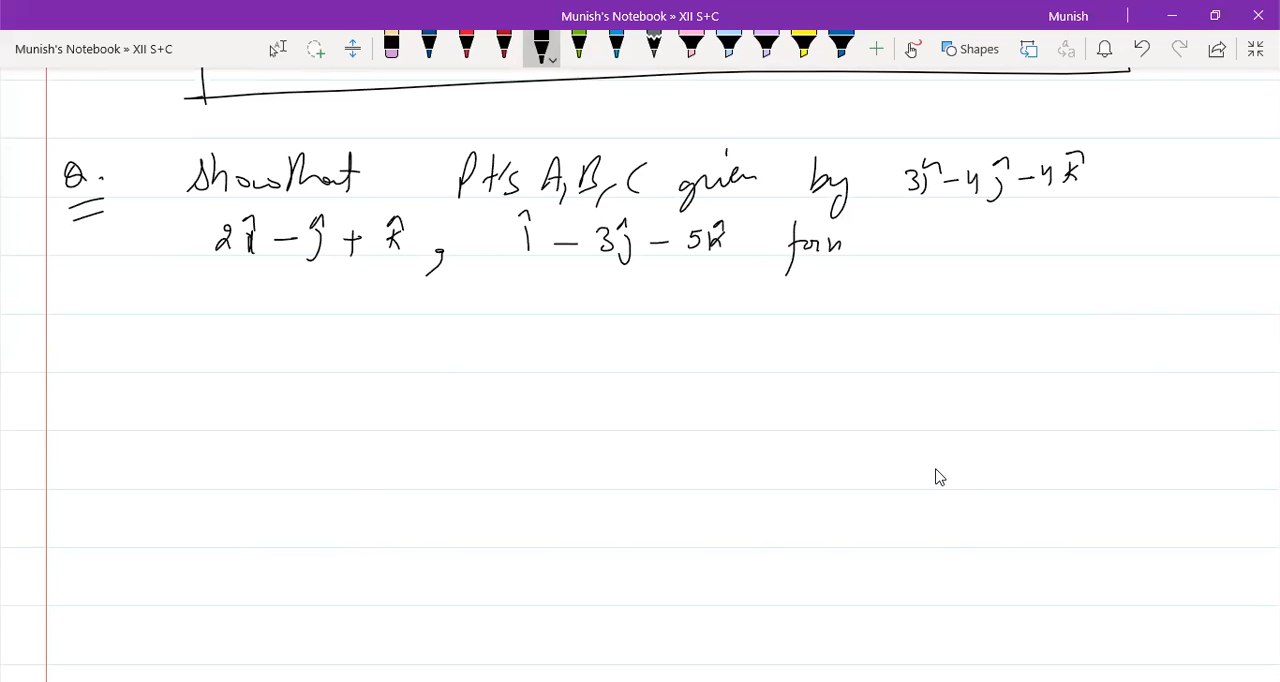 Munish's Notebook » XII S+C
Munish
Munish's Notebook » XII S+C
Shapes
Q. Show that Pt's A, B, C given by 3î - 4ĵ - 4k̂
2î - ĵ + k̂, î - 3ĵ - 5k̂ form